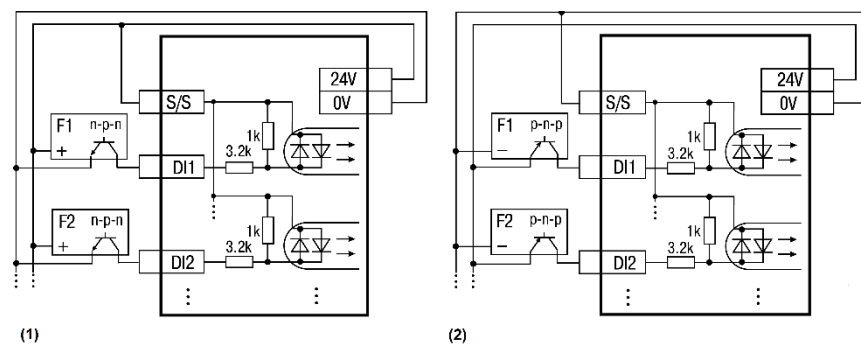 24V
0V
S/S
F1 n-p-n
+
1k
3.2k
DI1
F2 n-p-n
+
1k
3.2k
DI2
(1)
24V
0V
S/S
F1 p-n-p
−
1k
3.2k
DI1
F2 p-n-p
−
1k
3.2k
DI2
(2)